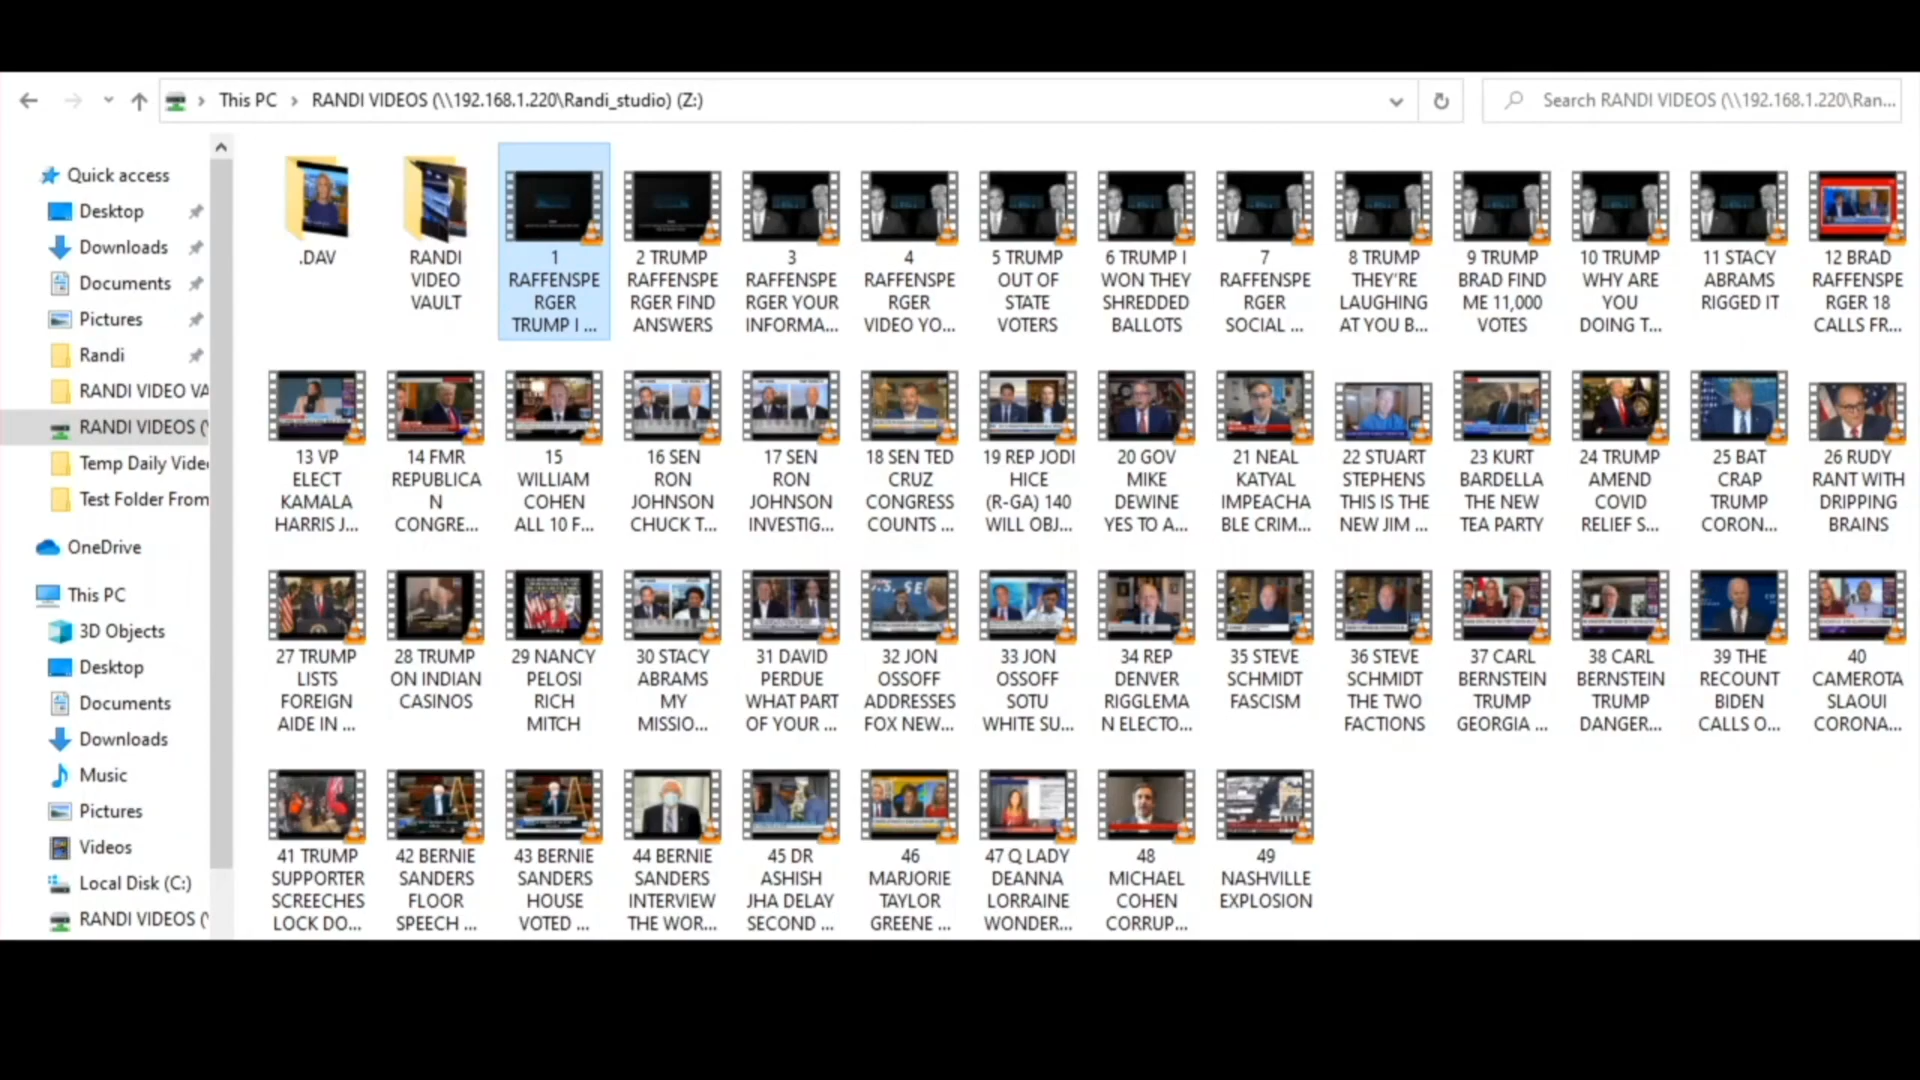 This PC > RANDI VIDEOS (\\192.168.1.220\Randi_studio) (Z:)
Search RANDI VIDEOS (\\192.168.1.220\Ran...
Quick access
Desktop
Downloads
Documents
Pictures
Randi
RANDI VIDEO VA
RANDI VIDEOS (
Temp Daily Vide
Test Folder From
OneDrive
This PC
3D Objects
Desktop
Documents
Downloads
Music
Pictures
Videos
Local Disk (C:)
RANDI VIDEOS (
.DAV
RANDI
VIDEO
VAULT
1
RAFFENSPE
RGER
TRUMP I ...
2 TRUMP
RAFFENSPE
RGER FIND
ANSWERS
3
RAFFENSPE
RGER YOUR
INFORMA...
4
RAFFENSPE
RGER
VIDEO YO...
5 TRUMP
OUT OF
STATE
VOTERS
6 TRUMP I
WON THEY
SHREDDED
BALLOTS
7
RAFFENSPE
RGER
SOCIAL ...
8 TRUMP
THEY'RE
LAUGHING
AT YOU B...
9 TRUMP
BRAD FIND
ME 11,000
VOTES
10 TRUMP
WHY ARE
YOU
DOING T...
11 STACY
ABRAMS
RIGGED IT
12 BRAD
RAFFENSPE
RGER 18
CALLS FR...
13 VP
ELECT
KAMALA
HARRIS J...
14 FMR
REPUBLICA
N
CONGRE...
15
WILLIAM
COHEN
ALL 10 F...
16 SEN
RON
JOHNSON
CHUCK T...
17 SEN
RON
JOHNSON
INVESTIG...
18 SEN TED
CRUZ
CONGRESS
COUNTS ...
19 REP JODI
HICE
(R-GA) 140
WILL OBJ...
20 GOV
MIKE
DEWINE
YES TO A...
21 NEAL
KATYAL
IMPEACHA
BLE CRIM...
22 STUART
STEPHENS
THIS IS THE
NEW JIM ...
23 KURT
BARDELLA
THE NEW
TEA PARTY
24 TRUMP
AMEND
COVID
RELIEF S...
25 BAT
CRAP
TRUMP
CORON...
26 RUDY
RANT WITH
DRIPPING
BRAINS
27 TRUMP
LISTS
FOREIGN
AIDE IN ...
28 TRUMP
ON INDIAN
CASINOS
29 NANCY
PELOSI
RICH
MITCH
30 STACY
ABRAMS
MY
MISSIO...
31 DAVID
PERDUE
WHAT PART
OF YOUR ...
32 JON
OSSOFF
ADDRESSES
FOX NEW...
33 JON
OSSOFF
SOTU
WHITE SU...
34 REP
DENVER
RIGGLEMA
N ELECTO...
35 STEVE
SCHMIDT
FASCISM
36 STEVE
SCHMIDT
THE TWO
FACTIONS
37 CARL
BERNSTEIN
TRUMP
GEORGIA ...
38 CARL
BERNSTEIN
TRUMP
DANGER...
39 THE
RECOUNT
BIDEN
CALLS O...
40
CAMEROTA
SLAOUI
CORONA...
41 TRUMP
SUPPORTER
SCREECHES
LOCK DO...
42 BERNIE
SANDERS
FLOOR
SPEECH ...
43 BERNIE
SANDERS
HOUSE
VOTED ...
44 BERNIE
SANDERS
INTERVIEW
THE WOR...
45 DR
ASHISH
JHA DELAY
SECOND ...
46
MARJORIE
TAYLOR
GREENE ...
47 Q LADY
DEANNA
LORRAINE
WONDER...
48
MICHAEL
COHEN
CORRUP...
49
NASHVILLE
EXPLOSION